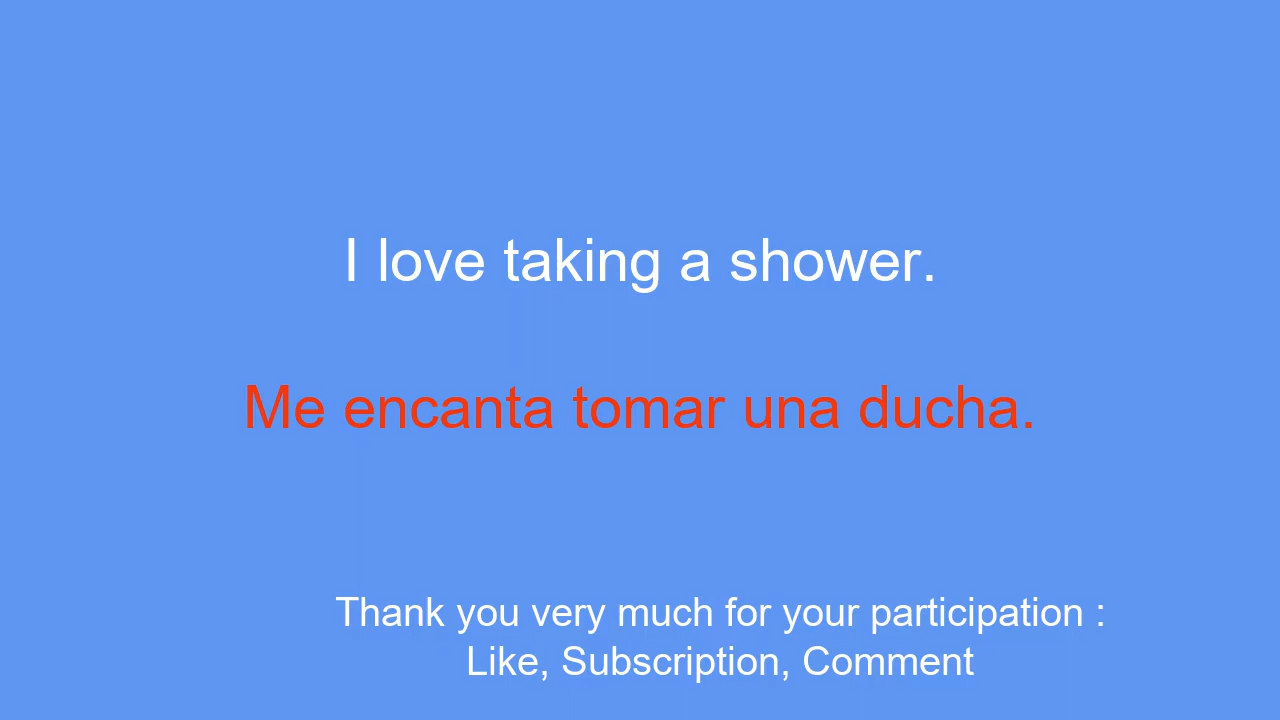 I love taking a shower.
Me encanta tomar una ducha.
Thank you very much for your participation :
Like, Subscription, Comment